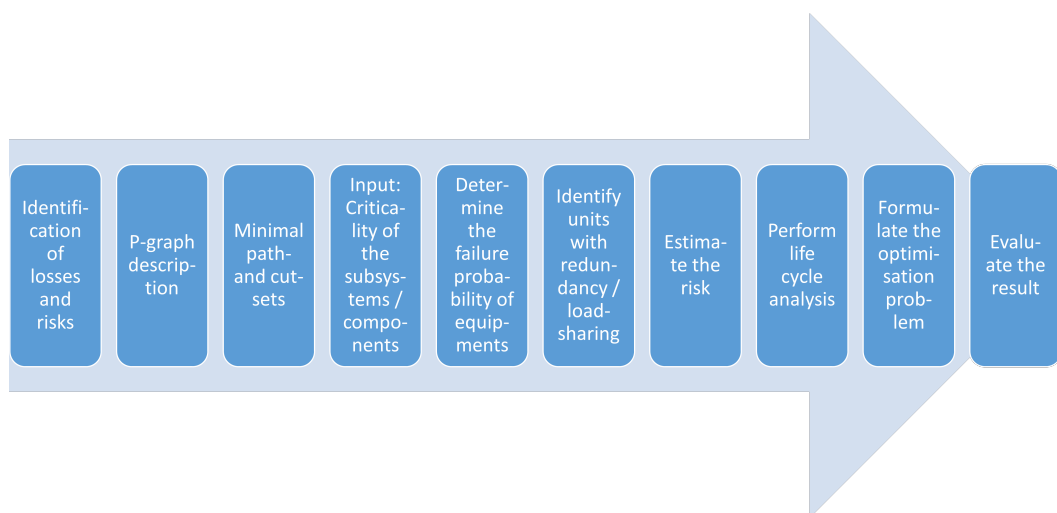 Identifi-
cation
of
losses
and
risks
P-graph
descrip-
tion
Minimal
path-
and cut-
sets
Input:
Critica-
lity of
the
subsys-
tems /
compo-
nents
Deter-
mine
the
failure
proba-
bility of
equip-
ments
Identify
units
with
redun-
dancy /
load-
sharing
Estima-
te the
risk
Perform
life
cycle
analysis
Formu-
late the
optimi-
sation
prob-
lem
Evalu-
ate the
result